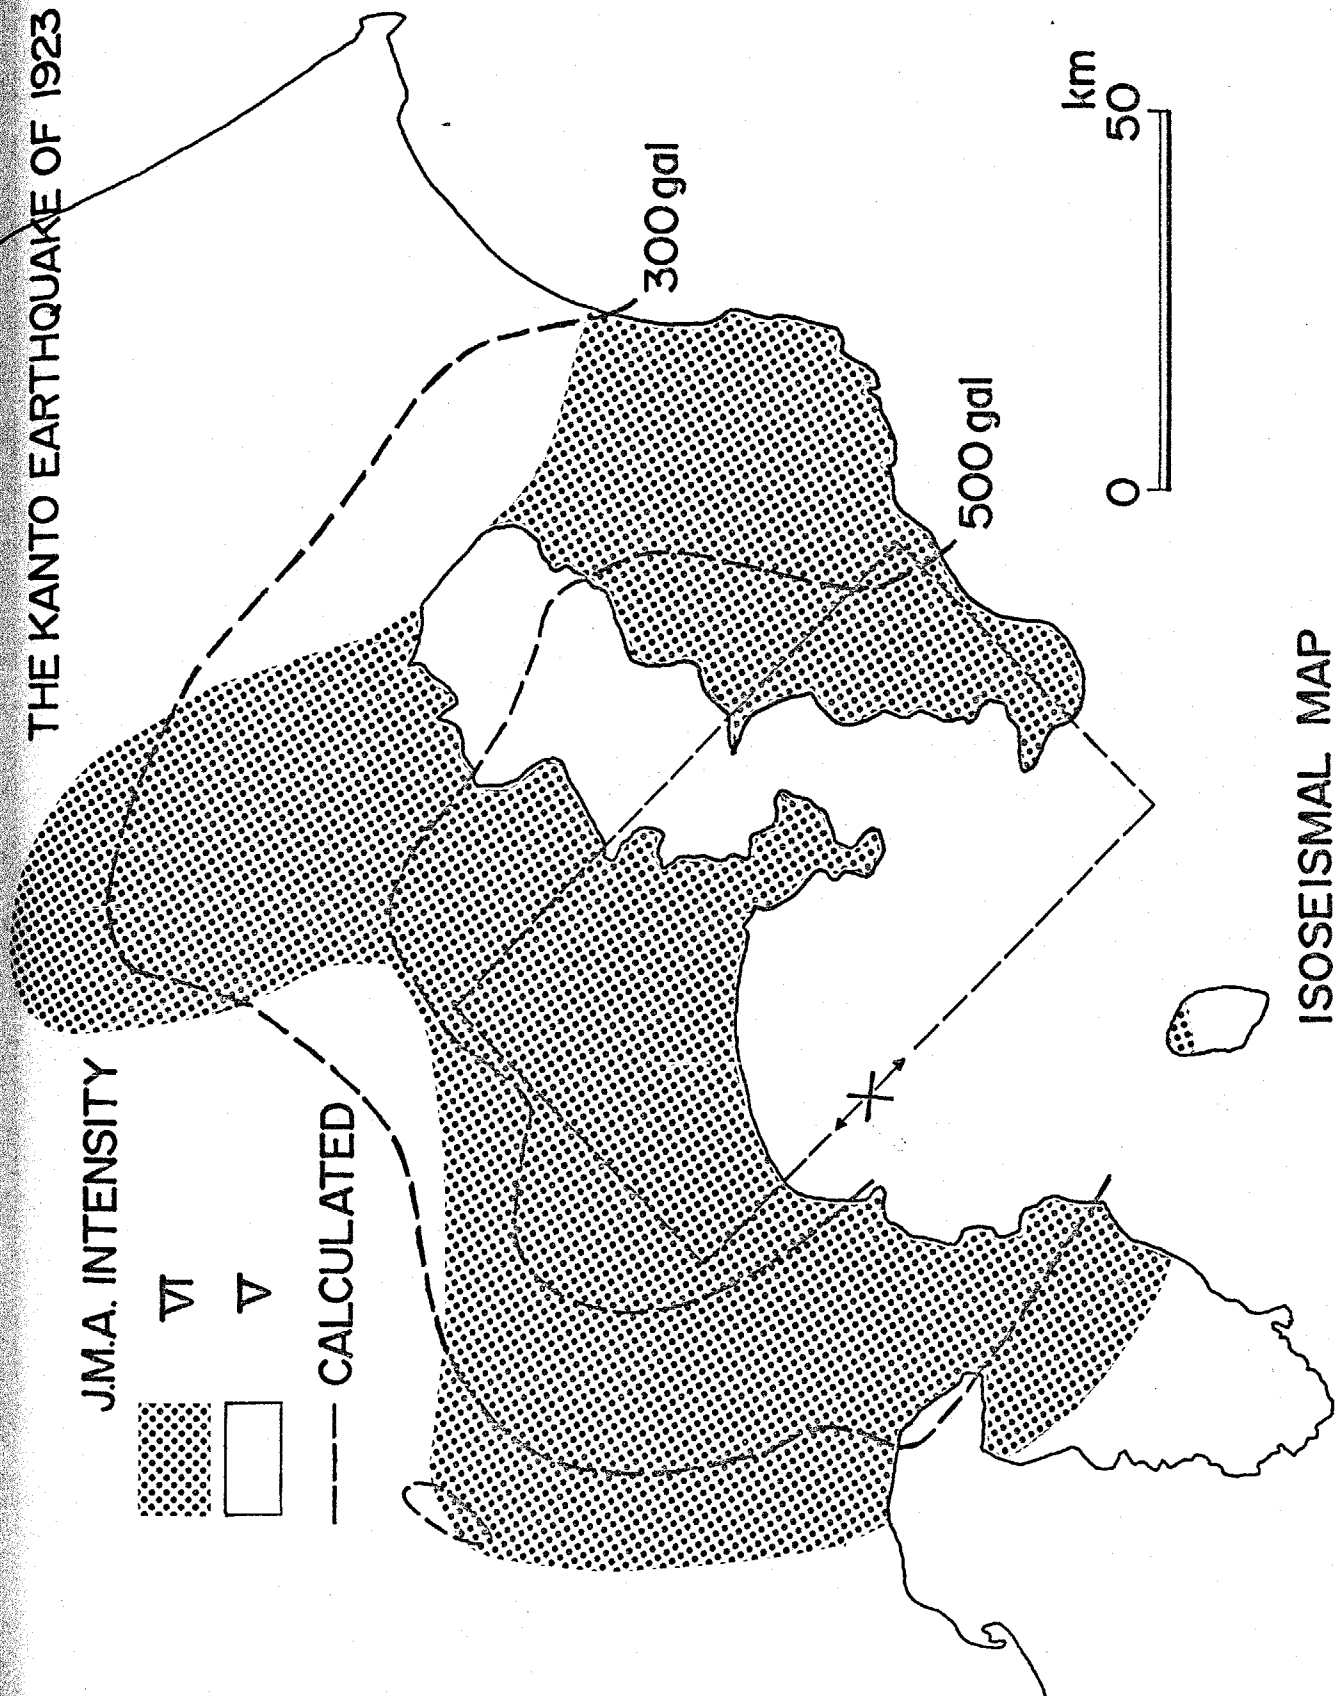 THE KANTO EARTHQUAKE OF 1923
J.M.A. INTENSITY
VI
V
CALCULATED
300gal
500gal
0 50
km
ISOSEISMAL MAP